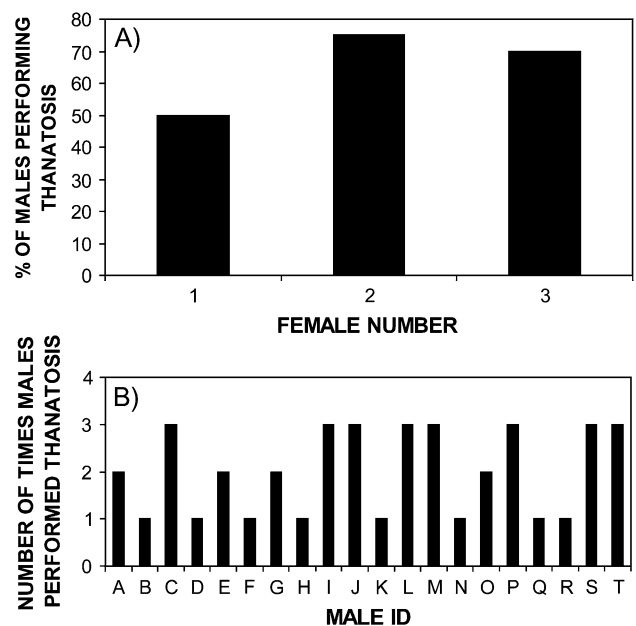 A)
% OF MALES PERFORMING
THANATOSIS
80
70
60
50
40
30
20
10
0
1 2 3
FEMALE NUMBER
B)
NUMBER OF TIMES MALES
PERFORMED THANATOSIS
4
3
2
1
0
A B C D E F G H I J K L M N O P Q R S T
MALE ID